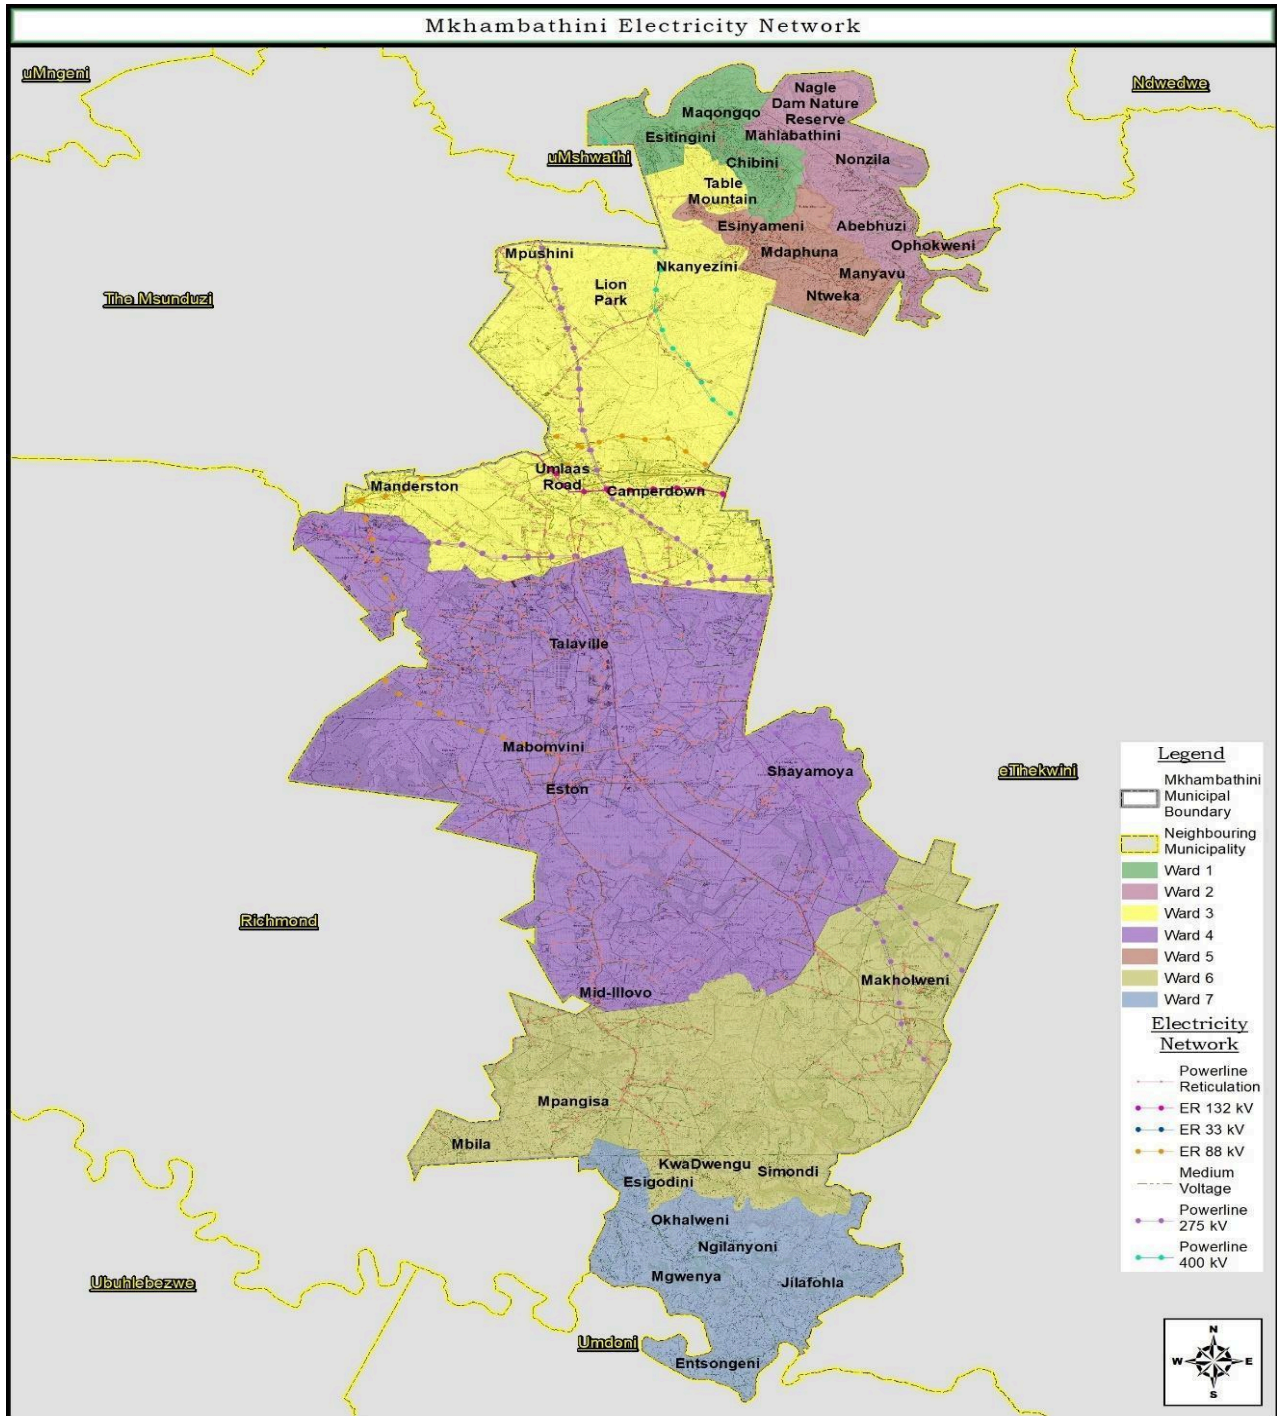 Mkhambathini Electricity Network
uMngeni
Ndwedwe
Nagle
Dam Nature
Reserve
Maqongqo
Esitingini
Mahlabathini
uMshwathi
Chibini
Nonzila
Table
Mountain
Esinyameni
Abebhuzi
Ophokweni
Mpushini
Mdaphuna
Nkanyezini
Manyavu
Lion
Park
Ntweka
The Msunduzi
Umlaas
Road
Manderston
Camperdown
Talaville
Mabomvini
Shayamoya
eThekwini
Eston
Richmond
Makholweni
Mid-Illovo
Mpangisa
Mbila
KwaDwengu
Simondi
Esigodini
Okhalweni
Ngilanyoni
Mgwenya
Jilafohla
Ubuhlebezwe
Umdoni
Entsongeni
Legend
Mkhambathini
Municipal
Boundary
Neighbouring
Municipality
Ward 1
Ward 2
Ward 3
Ward 4
Ward 5
Ward 6
Ward 7
Electricity
Network
Powerline
Reticulation
ER 132 kV
ER 33 kV
ER 88 kV
Medium
Voltage
Powerline
275 kV
Powerline
400 kV
N
W E
S